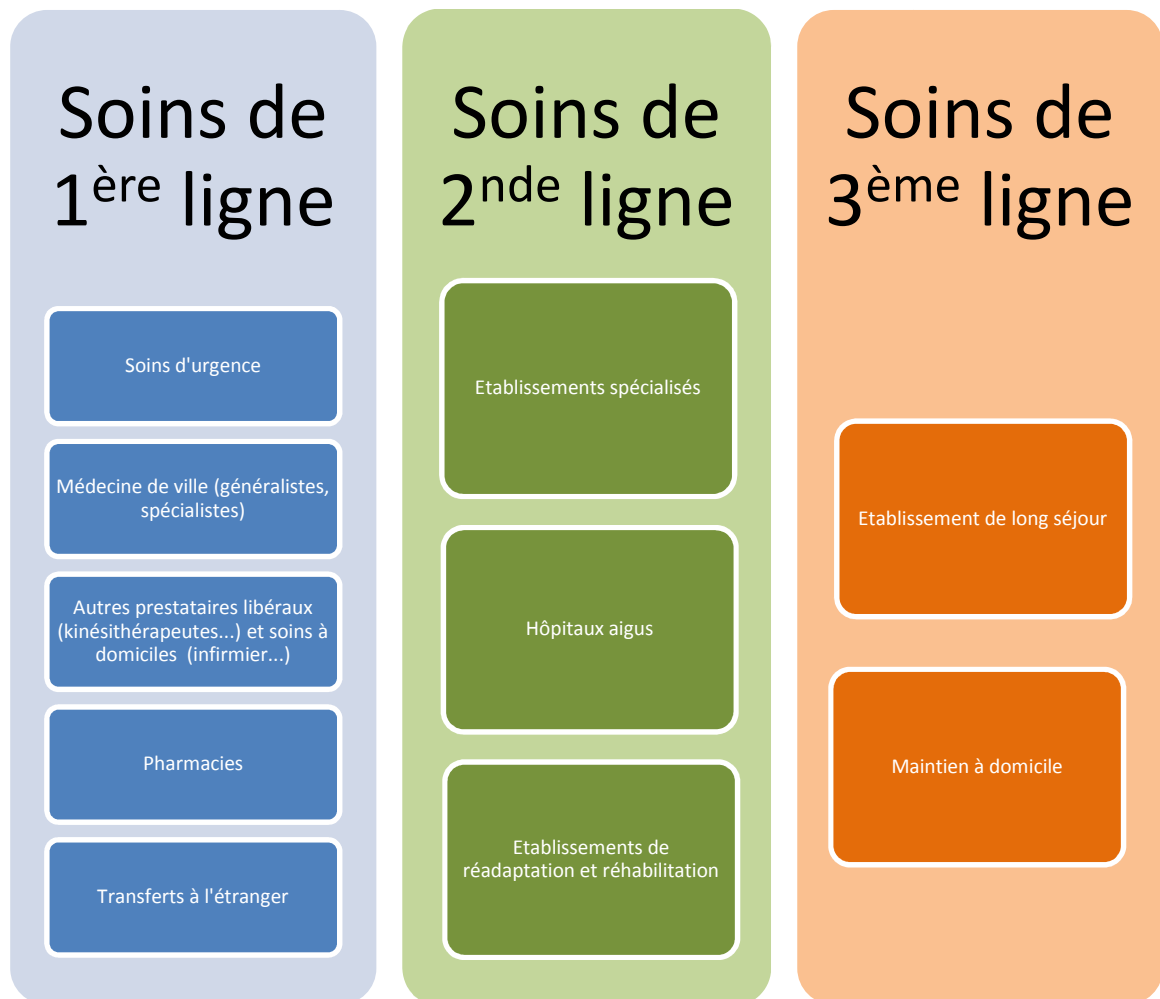 Soins de
1ère ligne
Soins d'urgence
Médecine de ville (généralistes,
spécialistes)
Autres prestataires libéraux
(kinésithérapeutes...) et soins à
domiciles (infirmier...)
Pharmacies
Transferts à l'étranger
Soins de
2nde ligne
Etablissements spécialisés
Hôpitaux aigus
Etablissements de
réadaptation et réhabilitation
Soins de
3ème ligne
Etablissement de long séjour
Maintien à domicile